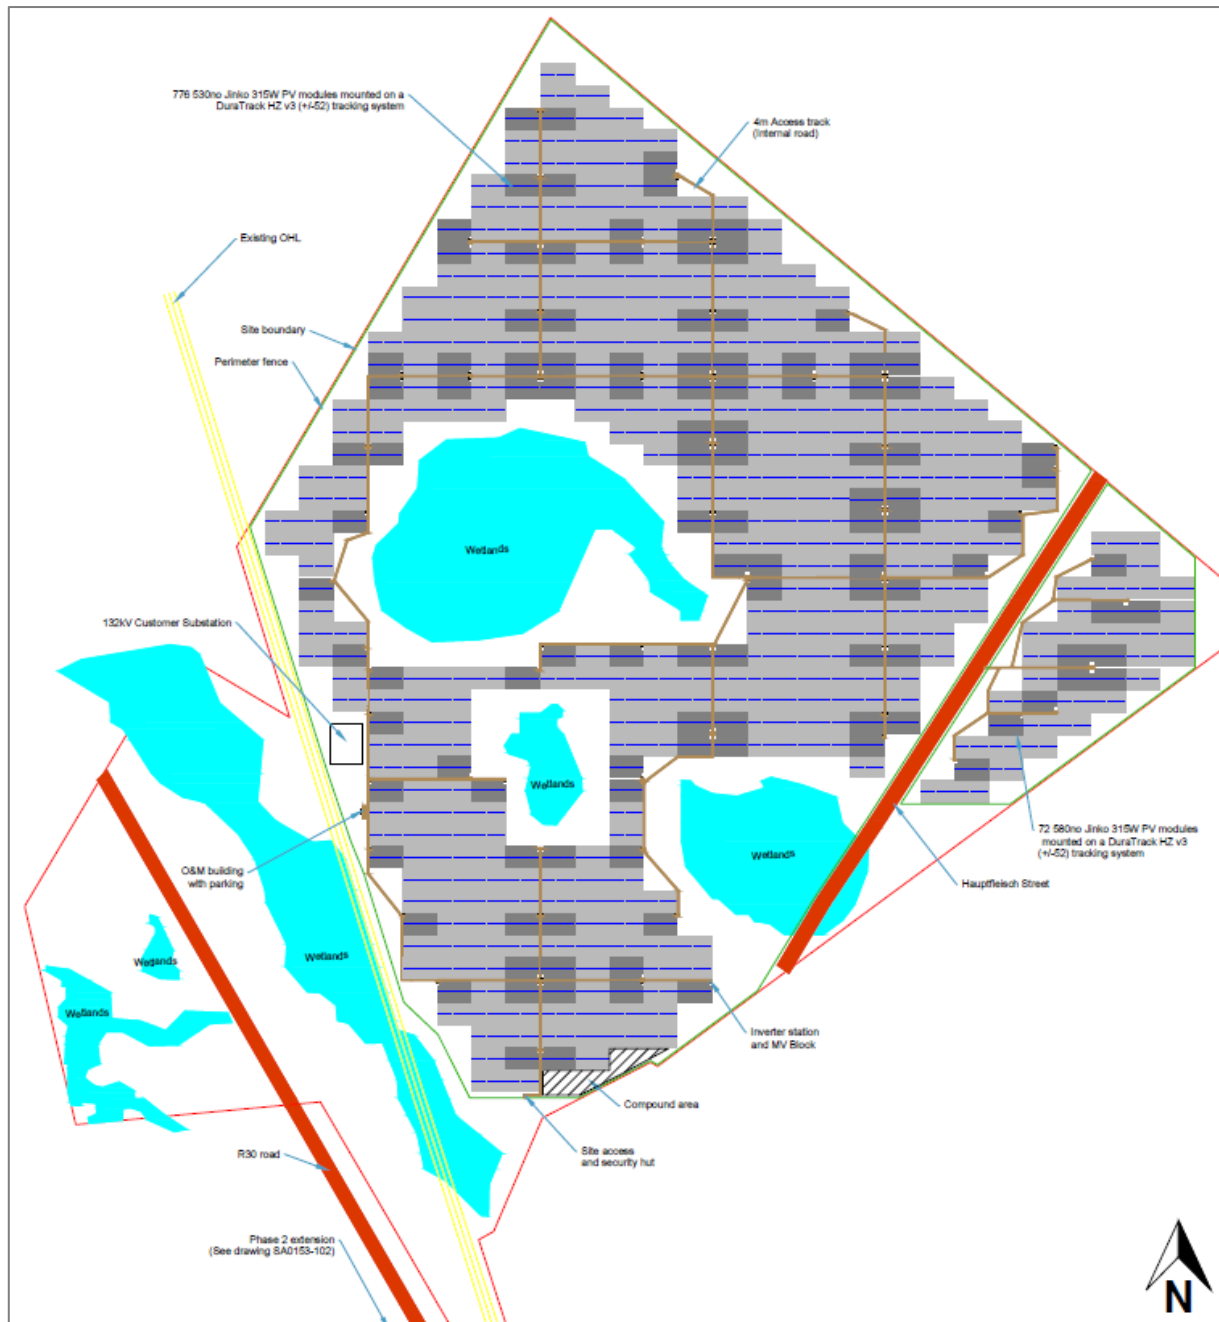 776 530no Jinko 315W PV modules mounted on a
DuraTrack HZ v3 (+/-52) tracking system
4m Access track
(Internal road)
Existing OHL
Site boundary
Perimeter fence
Wetlands
132kV Customer Substation
Wetlands
72 580no Jinko 315W PV modules
mounted on a DuraTrack HZ v3
(+/-52) tracking system
Wetlands
O&M building
with parking
Hauptfleisch Street
Wetlands
Wetlands
Wetlands
Inverter station
and MV Block
Compound area
Site access
and security hut
R30 road
Phase 2 extension
(See drawing SA0153-102)
N